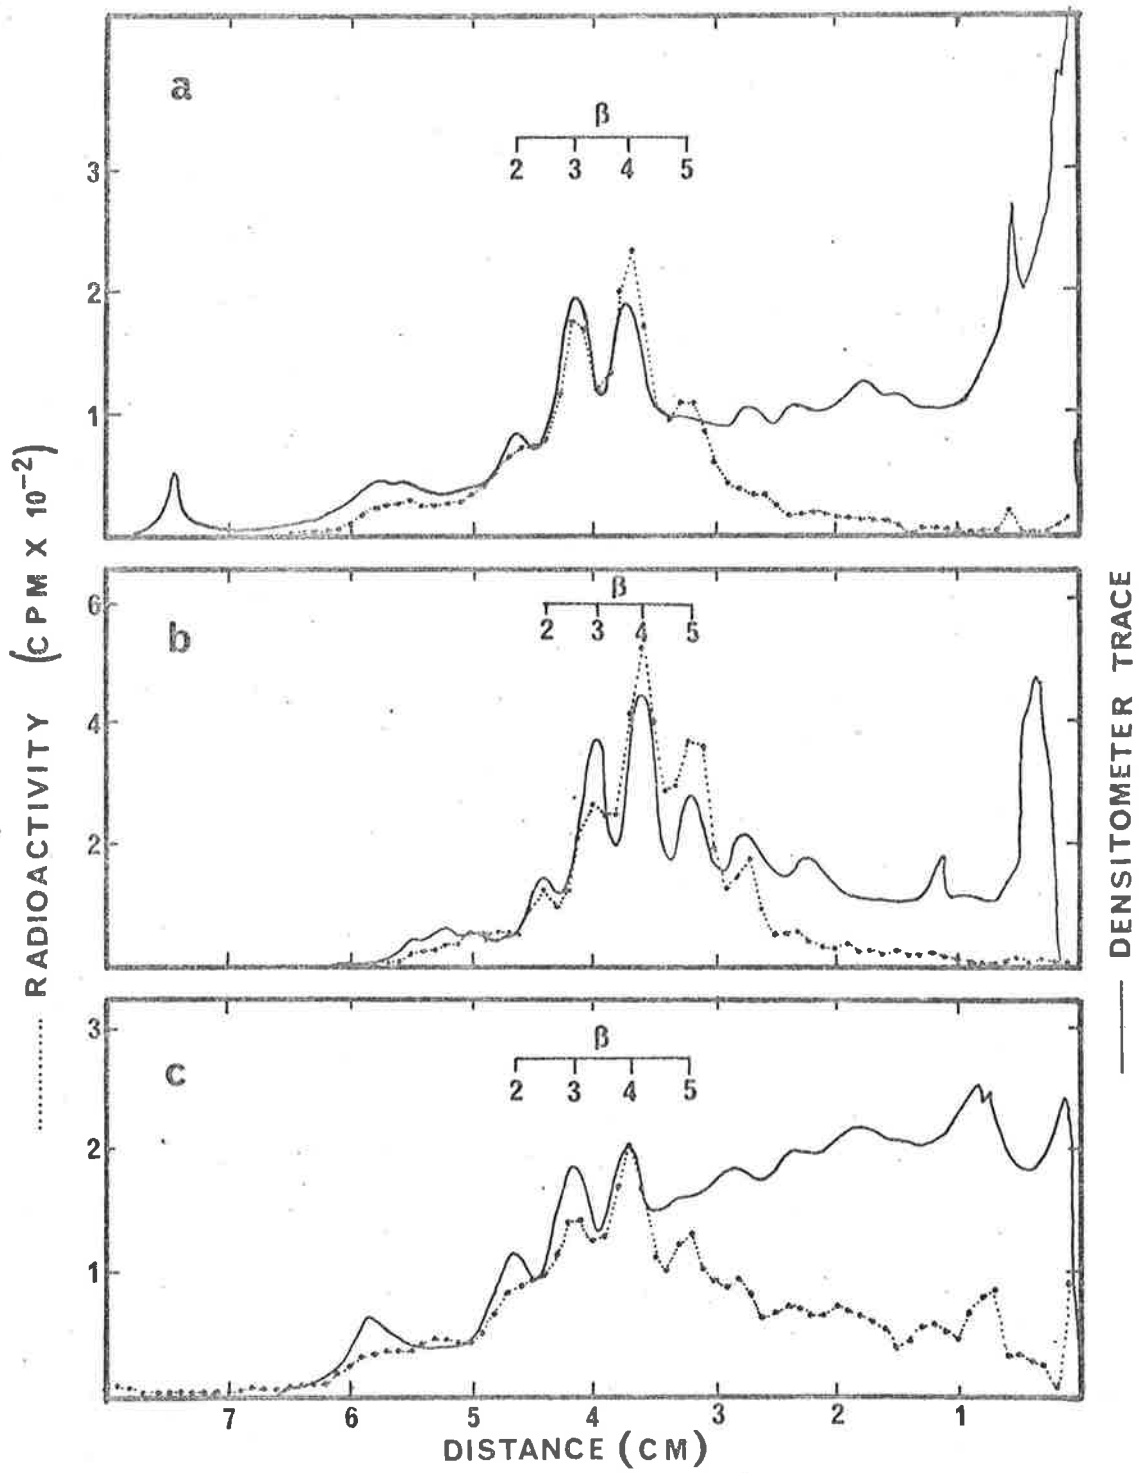 a
β
2 3 4 5
3
2
1
b
β
2 3 4 5
6
4
2
c
β
2 3 4 5
3
2
1
7 6 5 4 3 2 1
DISTANCE (CM)
RADIOACTIVITY (CPM X 10⁻²)
DENSITOMETER TRACE